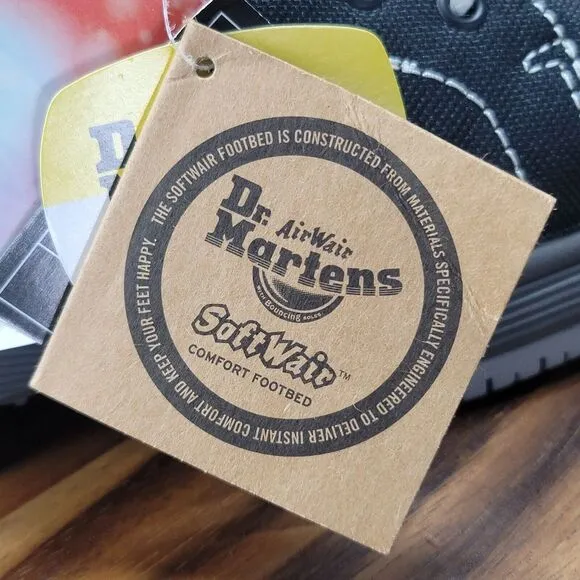 THE SOFTWAIR FOOTBED IS CONSTRUCTED FROM MATERIALS SPECIFICALLY ENGINEERED TO DELIVER INSTANT COMFORT AND KEEP YOUR FEET HAPPY.
Dr.
AirWair
Martens
WITH Bouncing SOLES
SoftWair™
COMFORT FOOTBED
D